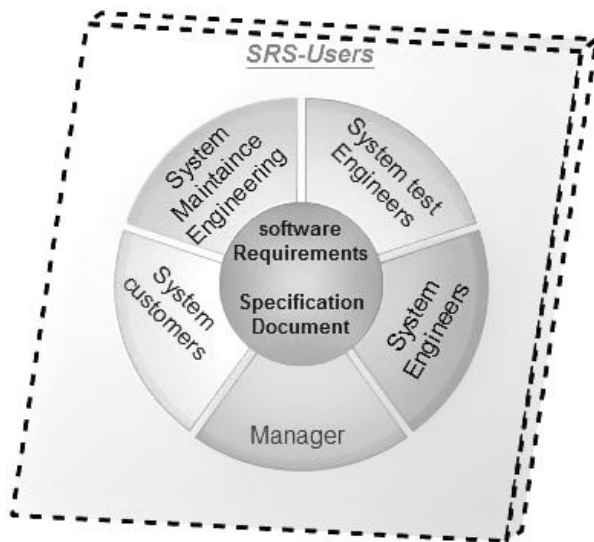 SRS-Users
System
Maintaince
Engineering
System test
Engineers
software
Requirements
Specification
Document
System
customers
System
Engineers
Manager